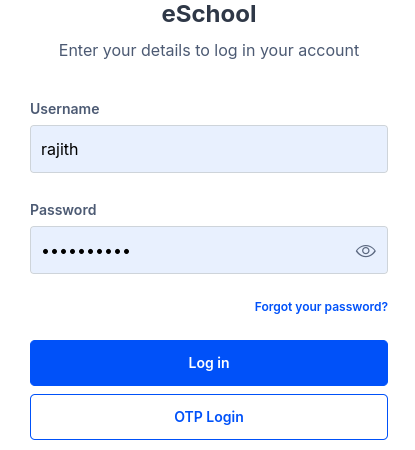 eSchool
Enter your details to log in your account
Username
rajith
Password
••••••••••
Forgot your password?
Log in
OTP Login